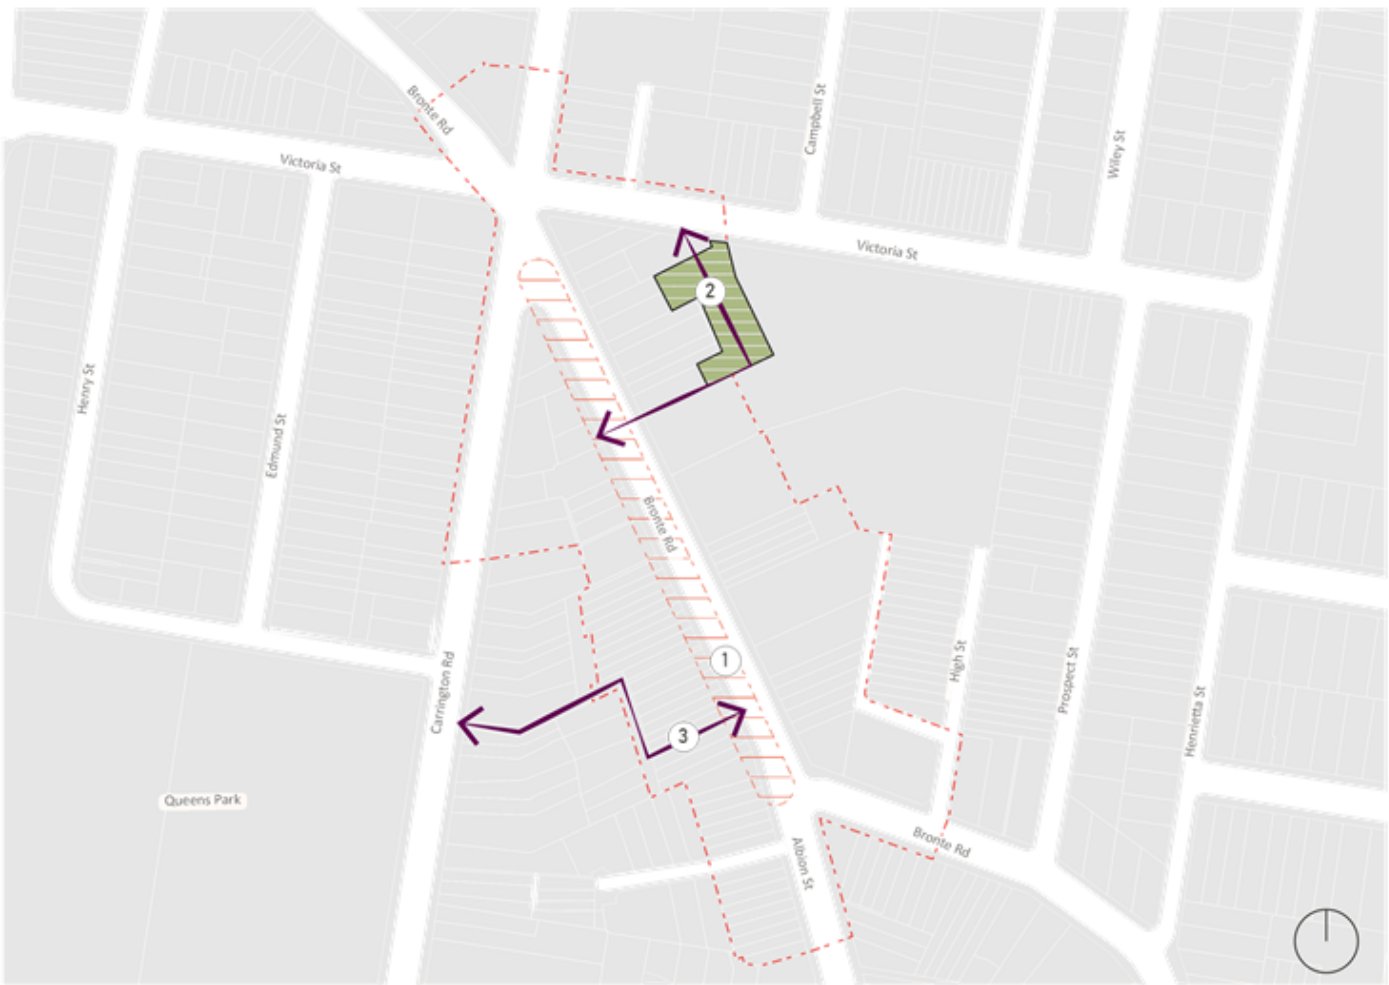 Bronte Rd
Campbell St
Wiley St
Victoria St
Victoria St
2
Henry St
Edmund St
Bronte Rd
1
High St
Prospect St
Carrington Rd
Henrietta St
3
Queens Park
Bronte Rd
Albion St